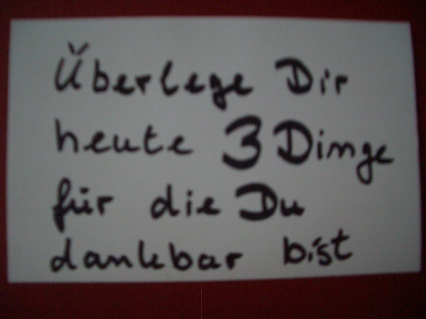 Überlege Dir
heute 3 Dinge
für die Du
dankbar bist